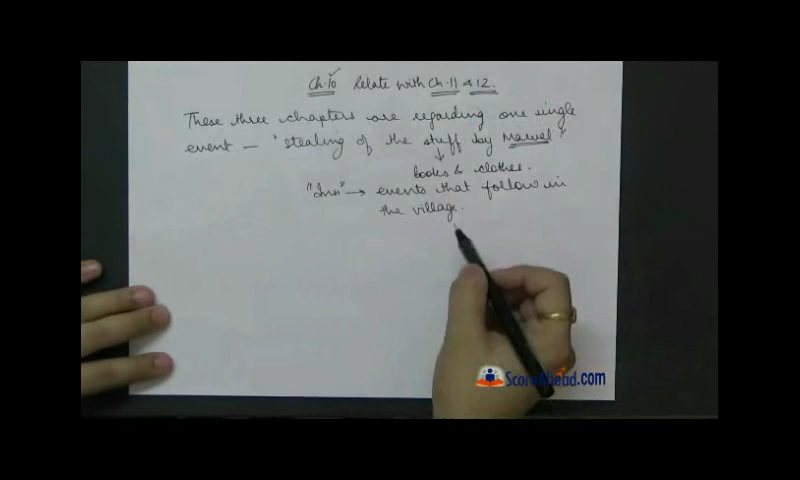 Ch.10 Relate with Ch.11 & 12.
These three chapters are regarding one single
event – 'stealing of the stuff by Marvel'
↓
books & clothes.
"Inn" → events that follow in
the village.
ScoreAhead.com